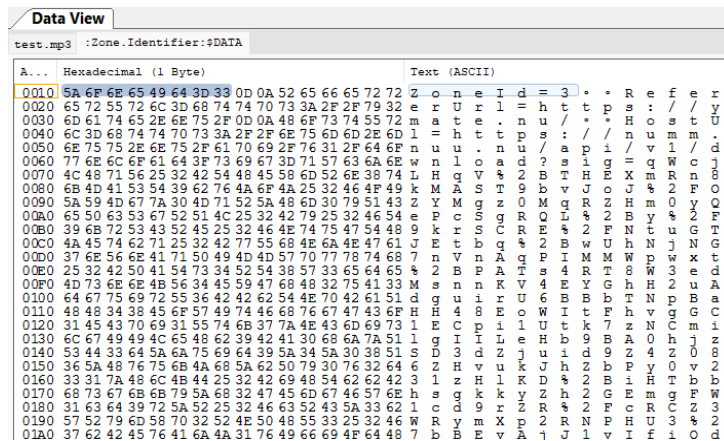 Data View
test.mp3 :Zone.Identifier:$DATA
A... Hexadecimal (1 Byte) Text (ASCII)
0010 5A 6F 6E 65 49 64 3D 33 0D 0A 52 65 66 65 72 72 Z o n e I d = 3 ◦ ◦ R e f e r
0020 65 72 55 72 6C 3D 68 74 74 70 73 3A 2F 2F 79 32 e r U r l = h t t p s : / / y
0030 6D 61 74 65 2E 6E 75 2F 0D 0A 48 6F 73 74 55 72 m a t e . n u / ◦ ◦ H o s t U
0040 6C 3D 68 74 74 70 73 3A 2F 2F 6E 75 6D 6D 2E 6D l = h t t p s : / / n u m m .
0050 6E 75 75 2E 6E 75 2F 61 70 69 2F 76 31 2F 64 6F n u u . n u / a p i / v 1 / d
0060 77 6E 6C 6F 61 64 3F 73 69 67 3D 71 57 63 6A 6E w n l o a d ? s i g = q W c j
0070 4C 48 71 56 25 32 42 54 48 45 58 6D 52 6E 38 74 L H q V % 2 B T H E X m R n 8
0080 6B 4D 41 53 54 39 62 76 4A 6F 4A 25 32 46 4F 49 k M A S T 9 b v J o J % 2 F O
0090 5A 59 4D 67 7A 30 4D 71 52 5A 48 6D 30 79 51 43 Z Y M g z 0 M q R Z H m 0 y Q
00A0 65 50 63 53 67 52 51 4C 25 32 42 79 25 32 46 54 e P c S g R Q L % 2 B y % 2 F
00B0 39 6B 72 53 43 52 45 25 32 46 4E 74 75 47 54 48 9 k r S C R E % 2 F N t u G T
00C0 4A 45 74 62 71 25 32 42 77 55 68 4E 6A 4E 47 61 J E t b q % 2 B w U h N j N G
00D0 37 6E 56 6E 41 71 50 49 4D 4D 57 70 77 78 74 68 7 n V n A q P I M M W p w x t
00E0 25 32 42 50 41 54 73 34 52 54 38 57 33 65 64 65 % 2 B P A T s 4 R T 8 W 3 e d
00F0 4D 73 6E 6E 4B 56 34 45 59 47 68 48 32 75 41 33 M s n n K V 4 E Y G h H 2 u A
0100 64 67 75 69 72 55 36 42 42 62 54 4E 70 42 61 51 d g u i r U 6 B B b T N p B a
0110 48 48 34 38 45 6F 57 49 74 46 68 76 67 47 43 6F H H 4 8 E o W I t F h v g G C
0120 31 45 43 70 69 31 55 74 6B 37 7A 4E 43 6D 69 73 1 E C p i 1 U t k 7 z N C m i
0130 6C 67 49 49 4C 65 48 62 39 42 41 30 68 6A 7A 51 l g I I L e H b 9 B A 0 h j z
0140 53 44 33 64 5A 6A 75 69 64 39 5A 34 5A 30 38 51 S D 3 d Z j u i d 9 Z 4 Z 0 8
0150 36 5A 48 76 75 6B 4A 68 5A 62 50 79 30 76 32 64 6 Z H v u k J h Z b P y 0 v 2
0160 33 31 7A 48 6C 4B 44 25 32 42 69 48 54 62 62 42 3 1 z H l K D % 2 B i H T b b
0170 68 73 67 6B 6B 79 5A 68 32 47 45 6D 67 46 57 6E h s g k k y Z h 2 G E m g F W
0180 31 63 64 39 72 5A 52 25 32 46 63 52 43 5A 33 62 1 c d 9 r Z R % 2 F c R C Z 3
0190 57 52 79 6D 58 70 32 52 4E 50 48 55 33 25 32 46 W R y m X p 2 R N P H U 3 %
01A0 37 62 42 45 76 41 6A 4A 31 76 49 66 69 4F 64 48 7 b B E v A j J 1 v I f i O d